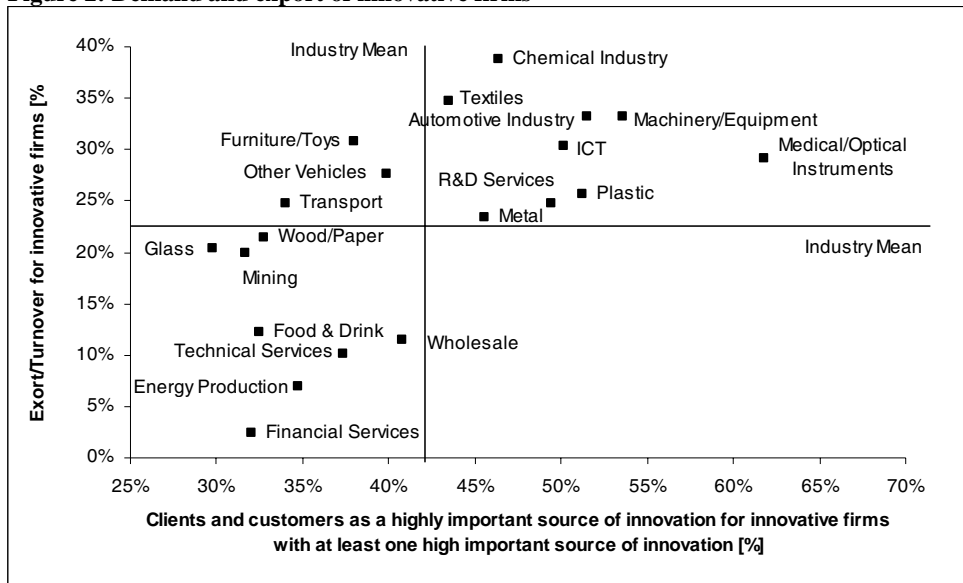 Figure 2: Demand and export of innovative firms
Exort/Turnover for innovative firms [%
40%
35%
30%
25%
20%
15%
10%
5%
0%
Industry Mean
Chemical Industry
Textiles
Automotive Industry
Machinery/Equipment
Furniture/Toys
ICT
Medical/Optical
Instruments
Other Vehicles
R&D Services
Transport
Plastic
Metal
Glass
Wood/Paper
Industry Mean
Mining
Food & Drink
Wholesale
Technical Services
Energy Production
Financial Services
25%
30%
35%
40%
45%
50%
55%
60%
65%
70%
Clients and customers as a highly important source of innovation for innovative firms
with at least one high important source of innovation [%]